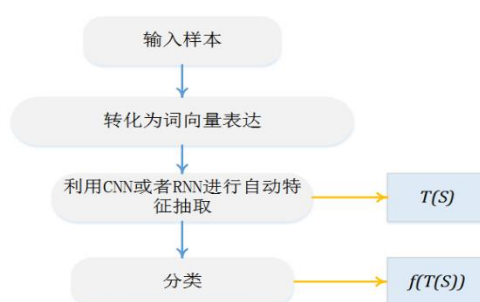 输入样本
转化为词向量表达
利用CNN或者RNN进行自动特
征抽取
T(S)
分类
f(T(S))